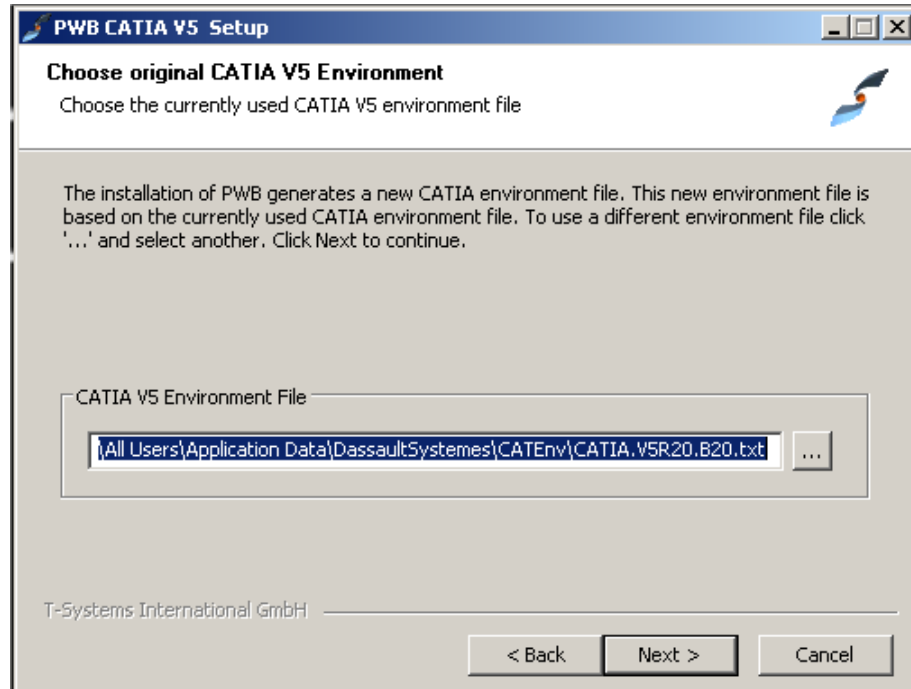 PWB CATIA V5 Setup
Choose original CATIA V5 Environment
Choose the currently used CATIA V5 environment file
The installation of PWB generates a new CATIA environment file. This new environment file is
based on the currently used CATIA environment file. To use a different environment file click
'...' and select another. Click Next to continue.
CATIA V5 Environment File
\All Users\Application Data\DassaultSystemes\CATEnv\CATIA.V5R20.B20.txt
...
T-Systems International GmbH
< Back
Next >
Cancel